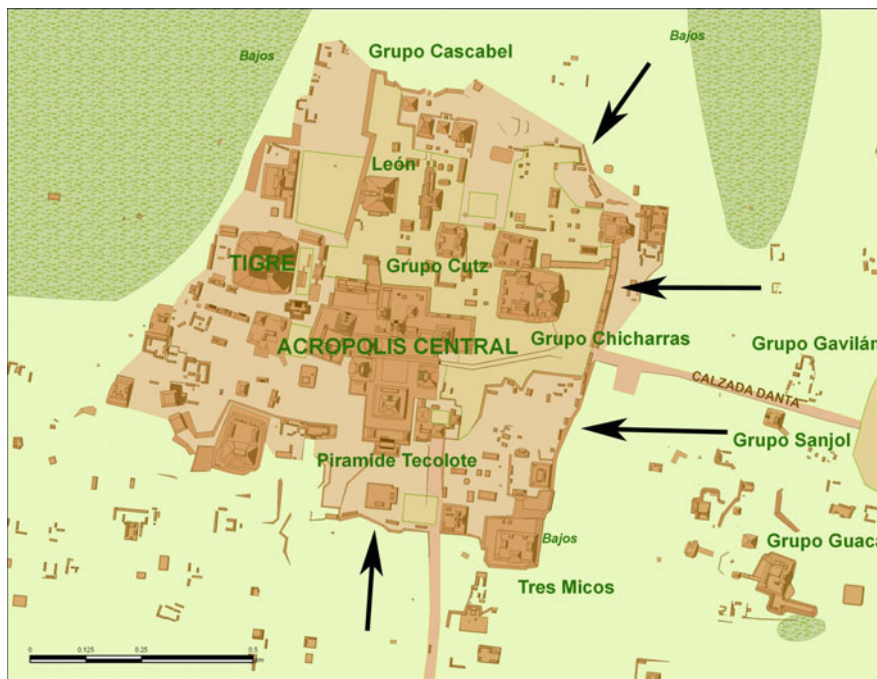 Grupo Cascabel
Bajos
Bajos
León
TIGRE
Grupo Cutz
Grupo Chicharras
ACROPOLIS CENTRAL
Grupo Gavilán
CALZADA DANTA
Grupo Sanjol
Piramide Tecolote
Bajos
Grupo Guaca
Tres Micos
0 0.125 0.25 0.5